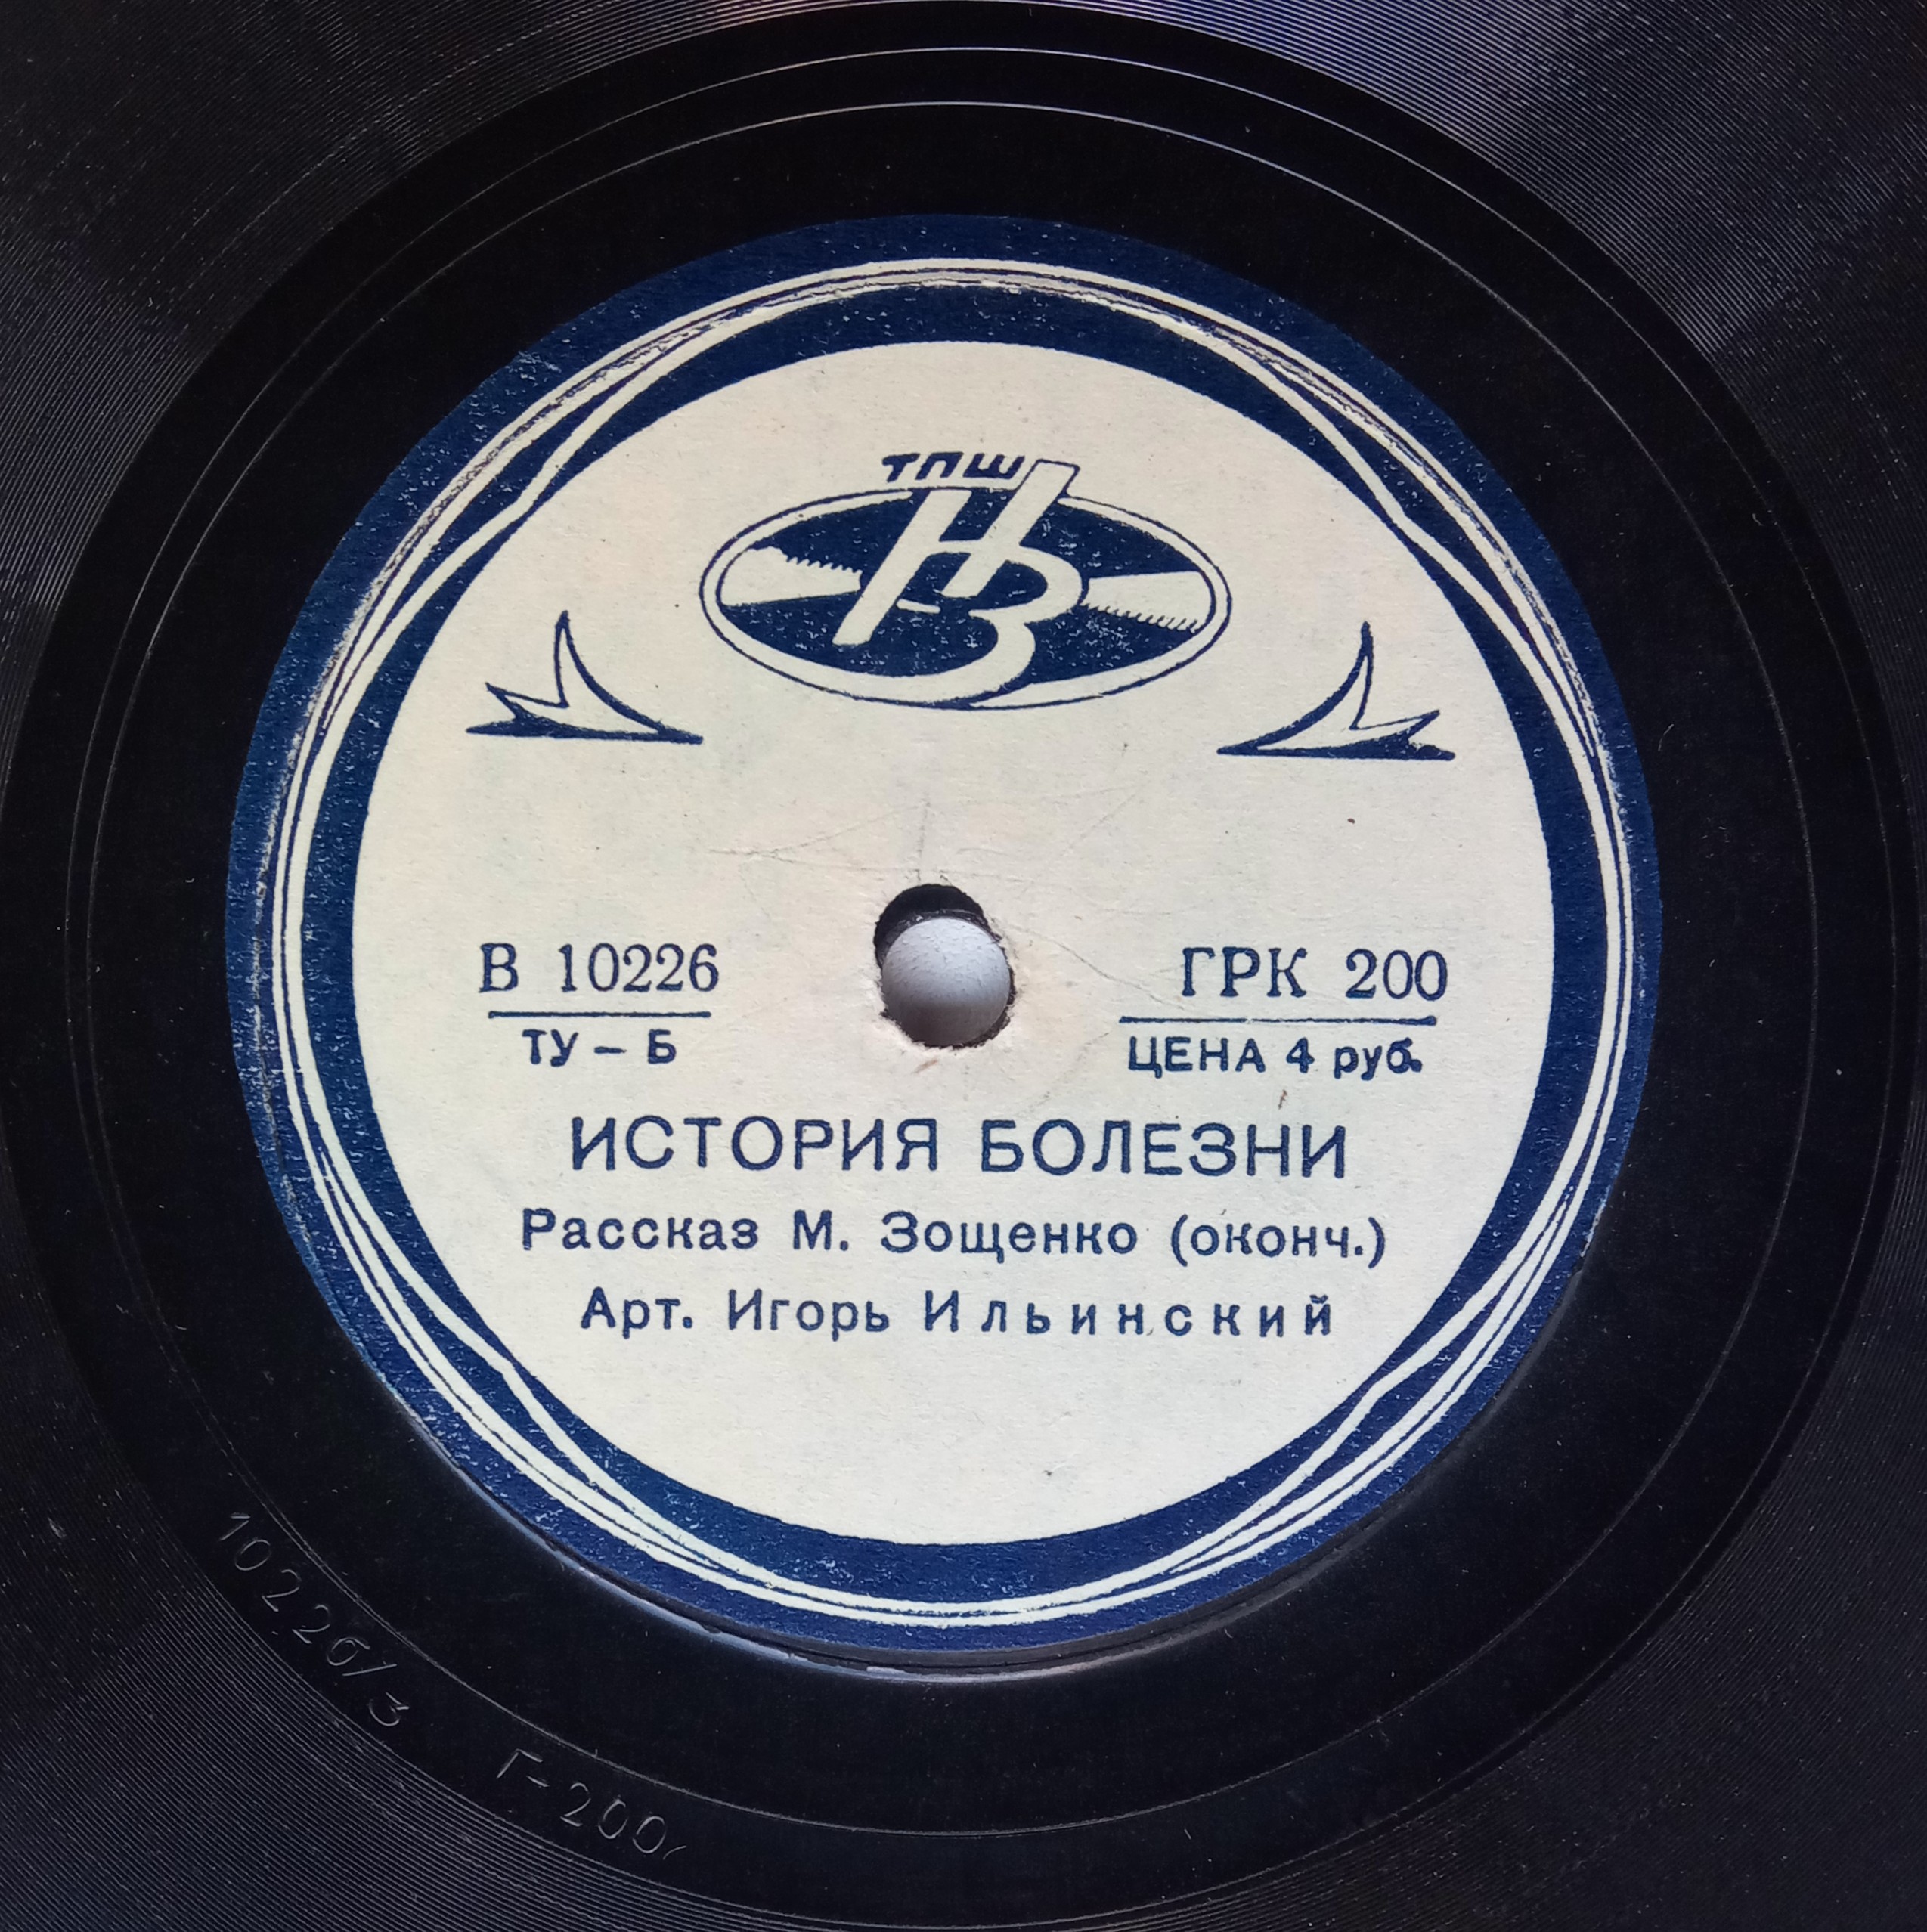 ТПШ
НЗ
В 10226
ТУ – Б
ГРК 200
ЦЕНА 4 руб.
ИСТОРИЯ БОЛЕЗНИ
Рассказ М. Зощенко (оконч.)
Арт. Игорь Ильинский
10226/3 Г-200